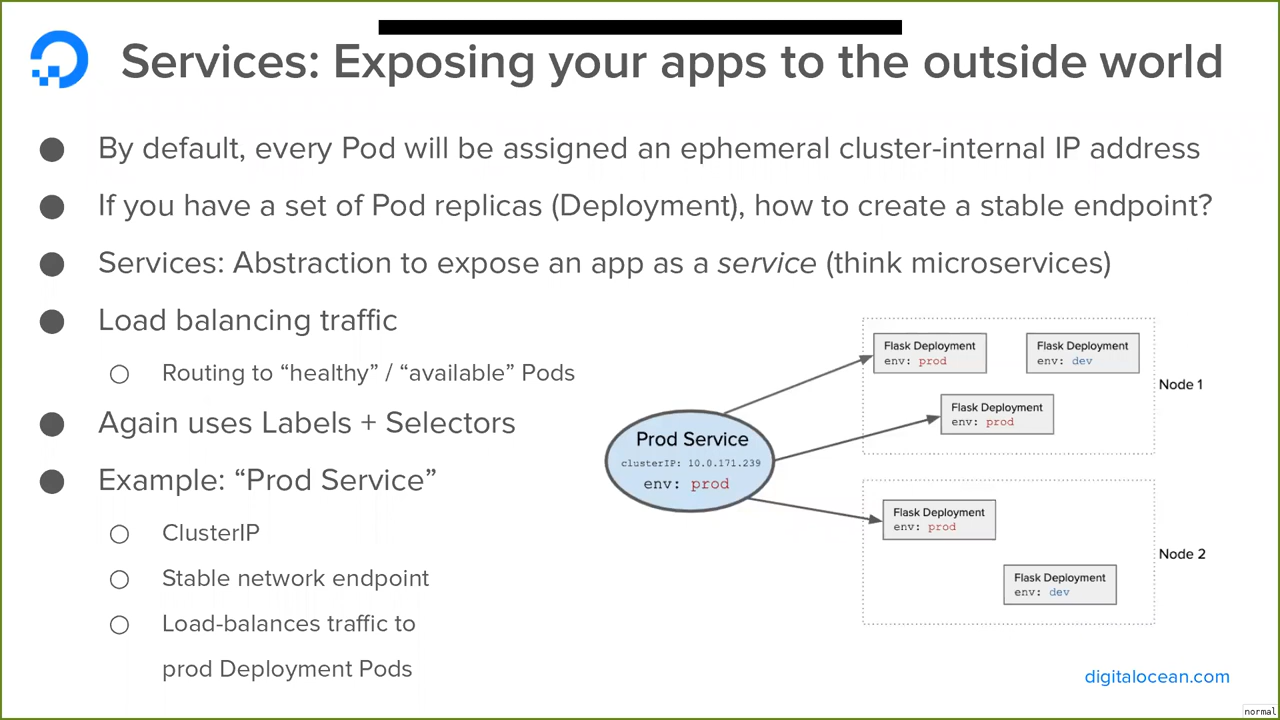 Services: Exposing your apps to the outside world
● By default, every Pod will be assigned an ephemeral cluster-internal IP address
● If you have a set of Pod replicas (Deployment), how to create a stable endpoint?
● Services: Abstraction to expose an app as a service (think microservices)
● Load balancing traffic
○ Routing to “healthy” / “available” Pods
● Again uses Labels + Selectors
● Example: “Prod Service”
○ ClusterIP
○ Stable network endpoint
○ Load-balances traffic to
prod Deployment Pods
Prod Service
clusterIP: 10.0.171.239
env: prod
Flask Deployment
env: prod
Flask Deployment
env: dev
Flask Deployment
env: prod
Node 1
Flask Deployment
env: prod
Flask Deployment
env: dev
Node 2
digitalocean.com
normal